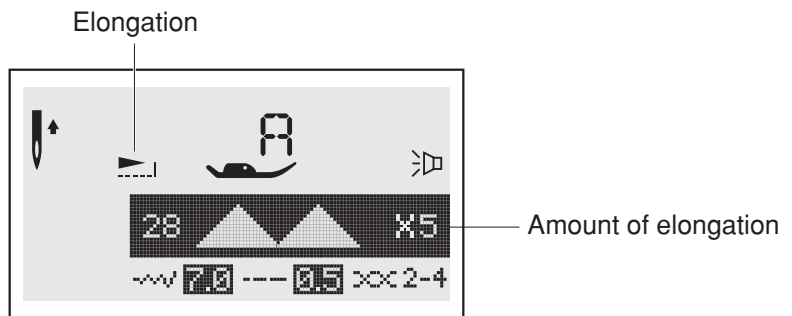 Elongation
A
28 X5
Amount of elongation
7.0 0.5 2-4